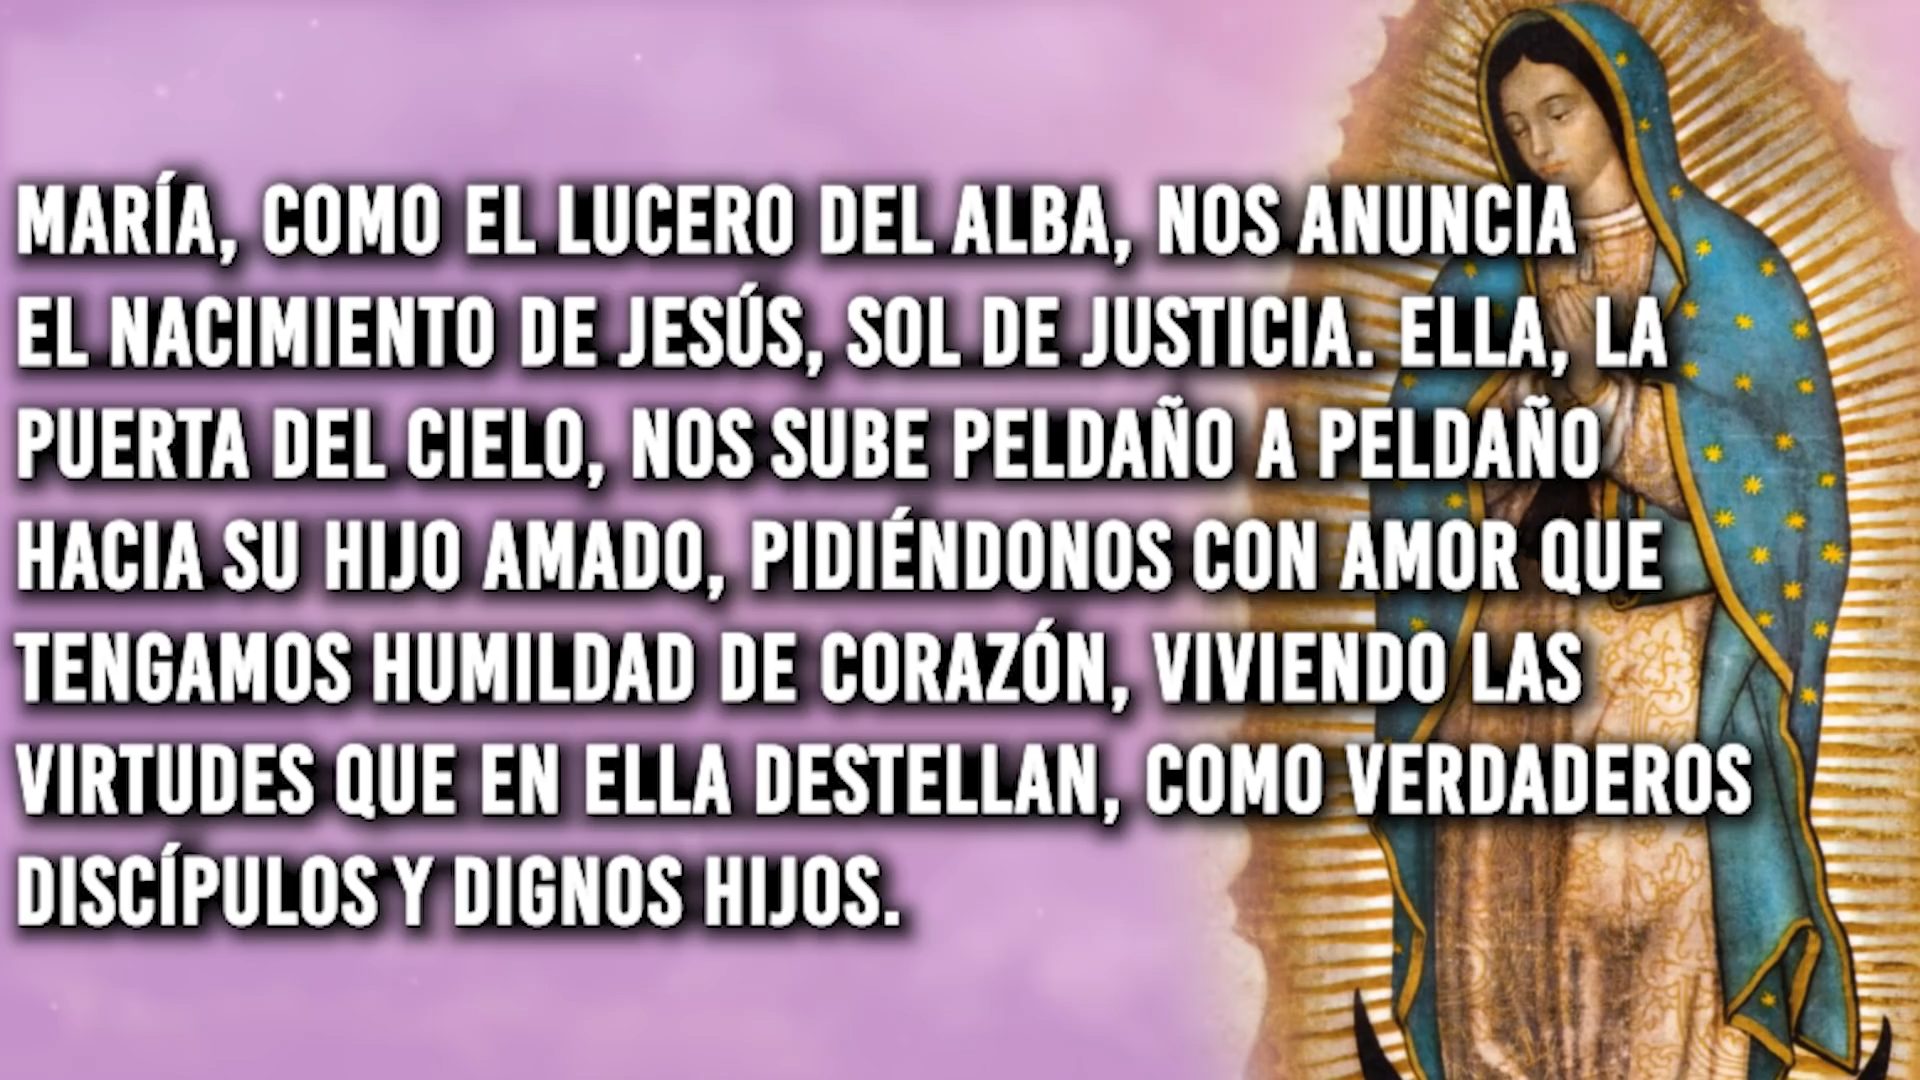 MARÍA, COMO EL LUCERO DEL ALBA, NOS ANUNCIA
EL NACIMIENTO DE JESÚS, SOL DE JUSTICIA. ELLA, LA
PUERTA DEL CIELO, NOS SUBE PELDAÑO A PELDAÑO
HACIA SU HIJO AMADO, PIDIÉNDONOS CON AMOR QUE
TENGAMOS HUMILDAD DE CORAZÓN, VIVIENDO LAS
VIRTUDES QUE EN ELLA DESTELLAN, COMO VERDADEROS
DISCÍPULOS Y DIGNOS HIJOS.